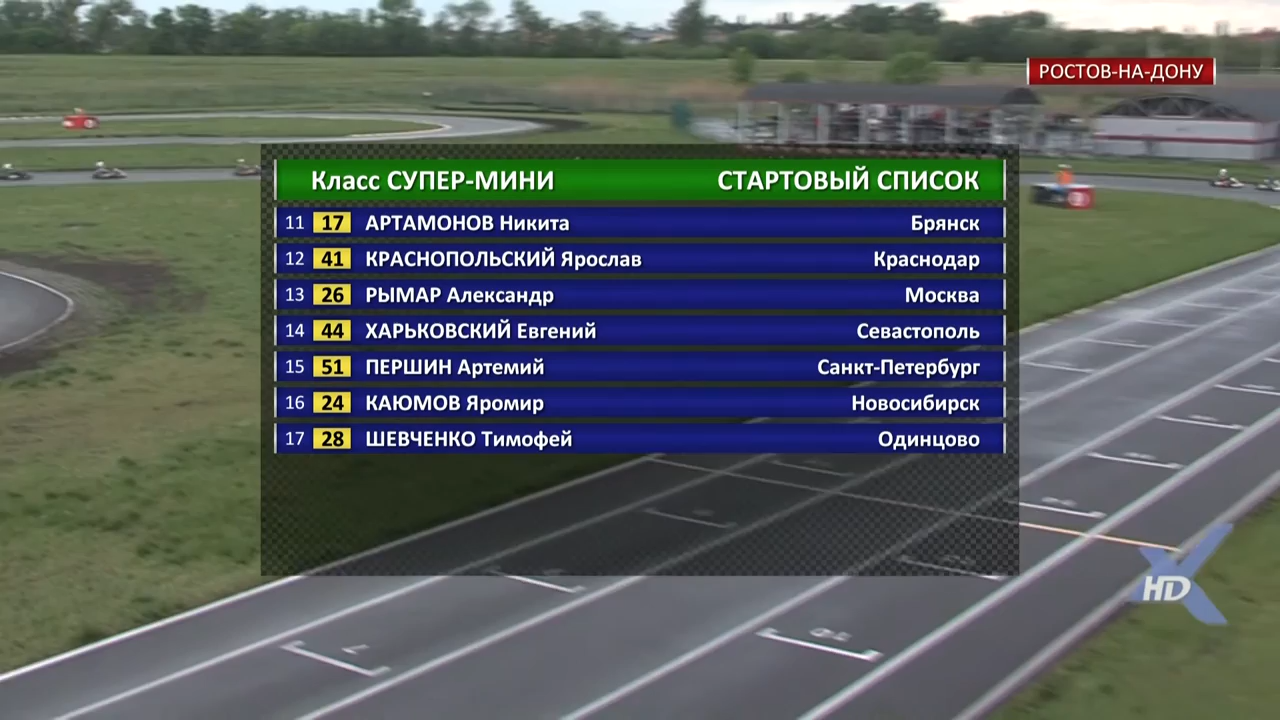 РОСТОВ-НА-ДОНУ
Класс СУПЕР-МИНИ СТАРТОВЫЙ СПИСОК
11 17 АРТАМОНОВ Никита Брянск
12 41 КРАСНОПОЛЬСКИЙ Ярослав Краснодар
13 26 РЫМАР Александр Москва
14 44 ХАРЬКОВСКИЙ Евгений Севастополь
15 51 ПЕРШИН Артемий Санкт-Петербург
16 24 КАЮМОВ Яромир Новосибирск
17 28 ШЕВЧЕНКО Тимофей Одинцово
X HD